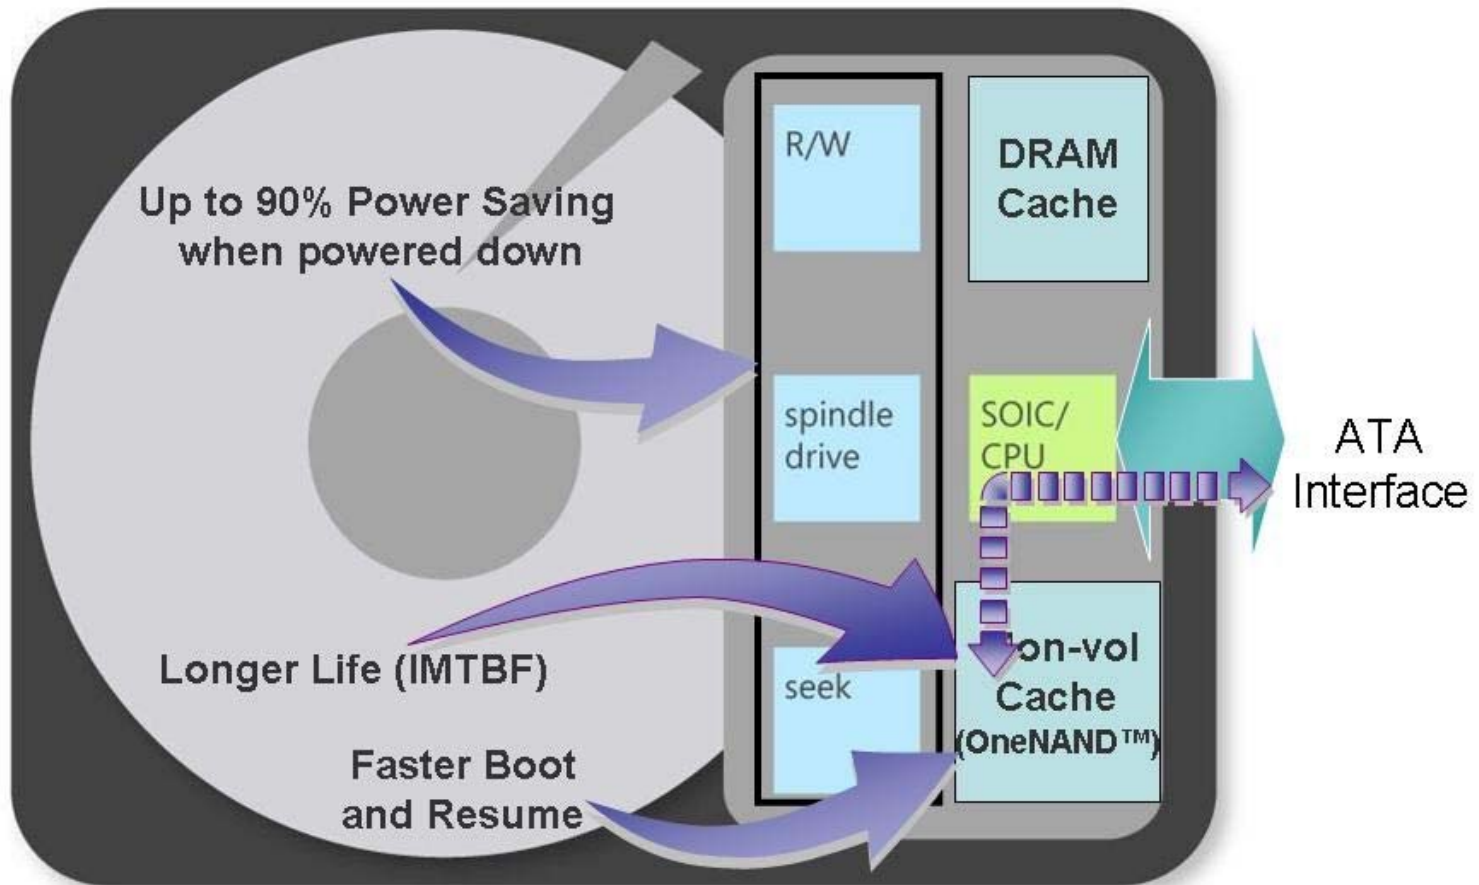 Up to 90% Power Saving
when powered down
R/W
DRAM
Cache
spindle
drive
SOIC/
CPU
ATA
Interface
Longer Life (IMTBF)
seek
on-vol
Cache
(OneNAND™)
Faster Boot
and Resume